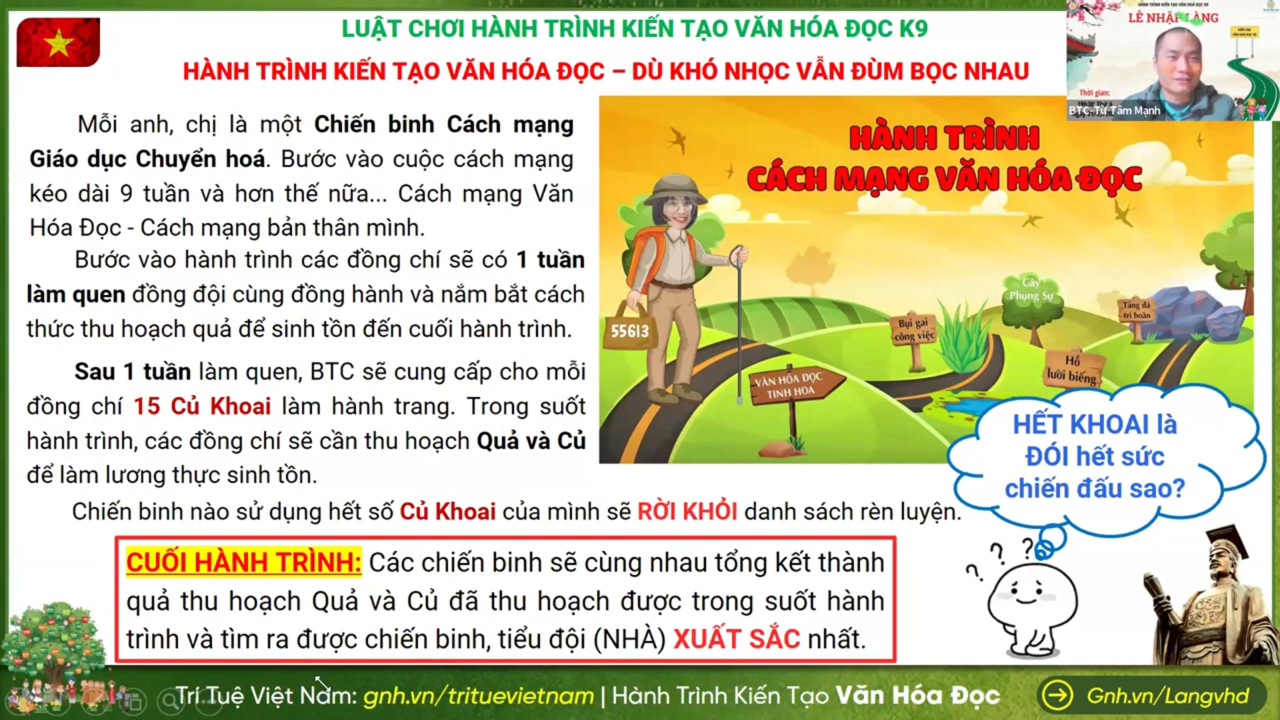 LUẬT CHƠI HÀNH TRÌNH KIẾN TẠO VĂN HÓA ĐỌC K9
HÀNH TRÌNH KIẾN TẠO VĂN HÓA ĐỌC – DÙ KHÓ NHỌC VẪN ĐÙM BỌC NHAU
HÀNH TRÌNH KIẾN TẠO VĂN HÓA ĐỌC K9
LỄ NHẬP LÀNG
Thời gian:
BTC-Từ Tâm Mạnh
Mỗi anh, chị là một Chiến binh Cách mạng
Giáo dục Chuyển hoá. Bước vào cuộc cách mạng
kéo dài 9 tuần và hơn thế nữa... Cách mạng Văn
Hóa Đọc - Cách mạng bản thân mình.
Bước vào hành trình các đồng chí sẽ có 1 tuần
làm quen đồng đội cùng đồng hành và nắm bắt cách
thức thu hoạch quả để sinh tồn đến cuối hành trình.
Sau 1 tuần làm quen, BTC sẽ cung cấp cho mỗi
đồng chí 15 Củ Khoai làm hành trang. Trong suốt
hành trình, các đồng chí sẽ cần thu hoạch Quả và Củ
để làm lương thực sinh tồn.
Chiến binh nào sử dụng hết số Củ Khoai của mình sẽ RỜI KHỎI danh sách rèn luyện.
HÀNH TRÌNH
CÁCH MẠNG VĂN HÓA ĐỌC
55613
VĂN HÓA ĐỌC
TINH HOA
Bụi gai
công việc
Cây
Phụng Sự
Hồ
lười biếng
Tảng đá
trì hoãn
HẾT KHOAI là
ĐÓI hết sức
chiến đấu sao?
? ? ? ?
CUỐI HÀNH TRÌNH: Các chiến binh sẽ cùng nhau tổng kết thành
quả thu hoạch Quả và Củ đã thu hoạch được trong suốt hành
trình và tìm ra được chiến binh, tiểu đội (NHÀ) XUẤT SẮC nhất.
Trí Tuệ Việt Nam: gnh.vn/trituevietnam | Hành Trình Kiến Tạo Văn Hóa Đọc
Gnh.vn/Langvhd